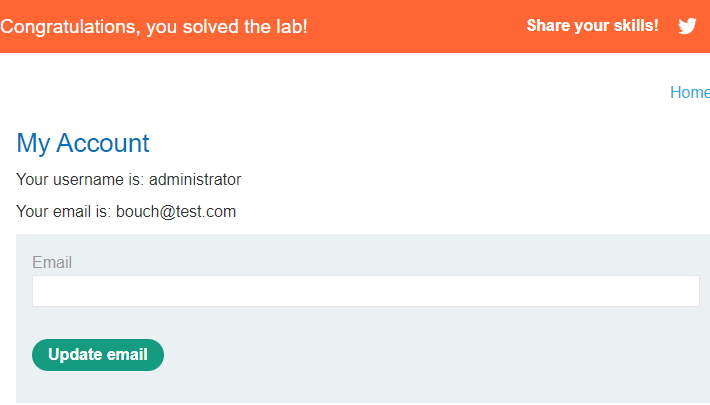 Congratulations, you solved the lab!
Share your skills!
Home
My Account
Your username is: administrator
Your email is: bouch@test.com
Email
Update email